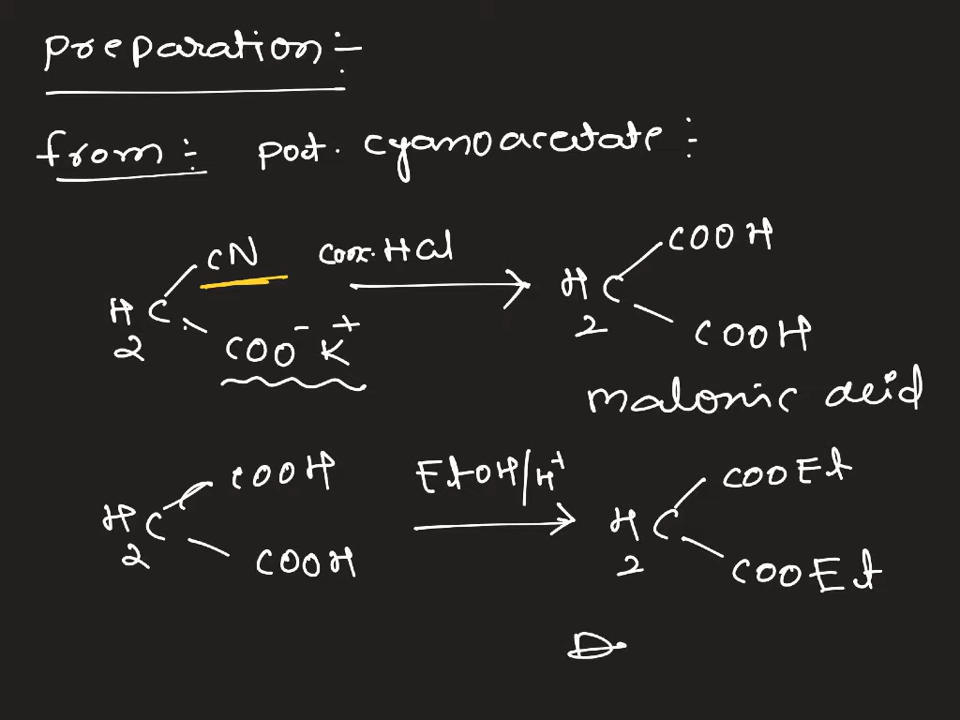 Preparation:-
from:- pot. cyanoacetate:-
CN conc. HCl COOH
H2C H2C
COO- K+ COOH
malonic acid
COOH EtOH/H+ COOEt
H2C H2C
COOH COOEt
D